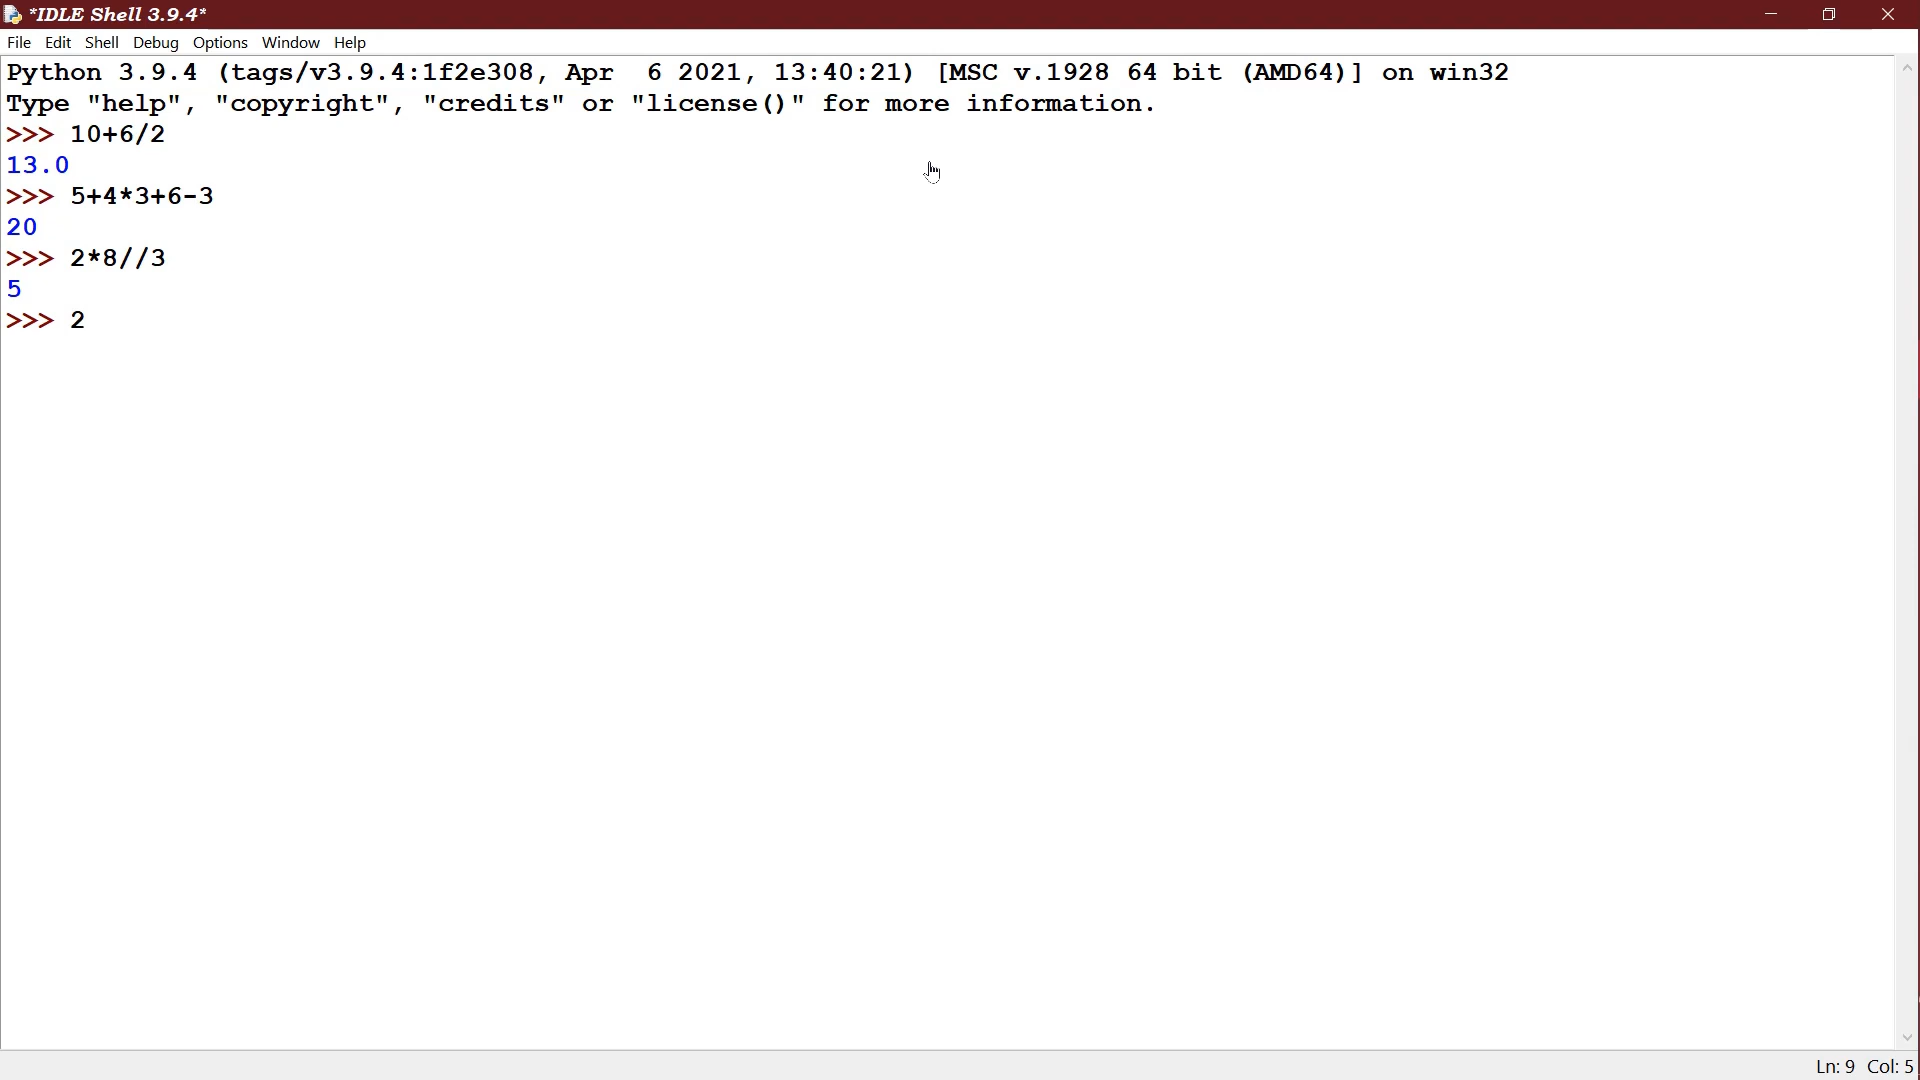 *IDLE Shell 3.9.4*
File Edit Shell Debug Options Window Help
Python 3.9.4 (tags/v3.9.4:1f2e308, Apr  6 2021, 13:40:21) [MSC v.1928 64 bit (AMD64)] on win32
Type "help", "copyright", "credits" or "license()" for more information.
>>> 10+6/2
13.0
>>> 5+4*3+6-3
20
>>> 2*8//3
5
>>> 2
Ln: 9 Col: 5